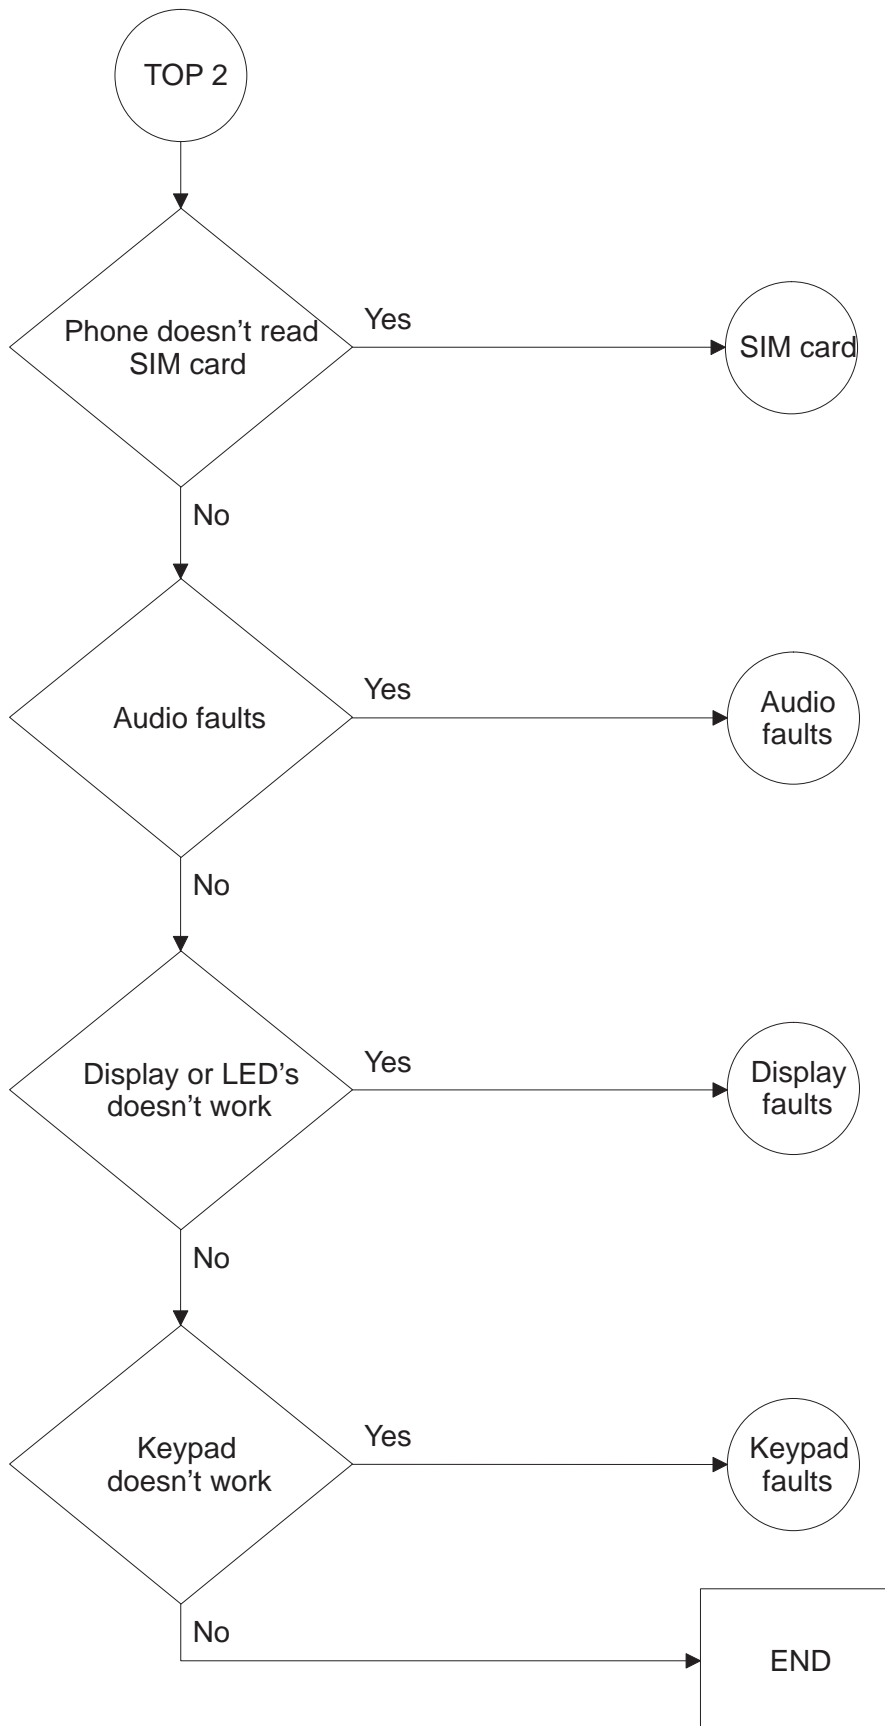 TOP 2
Phone doesn’t read
SIM card
Yes
SIM card
No
Audio faults
Yes
Audio
faults
No
Display or LED’s
doesn’t work
Yes
Display
faults
No
Keypad
doesn’t work
Yes
Keypad
faults
No
END